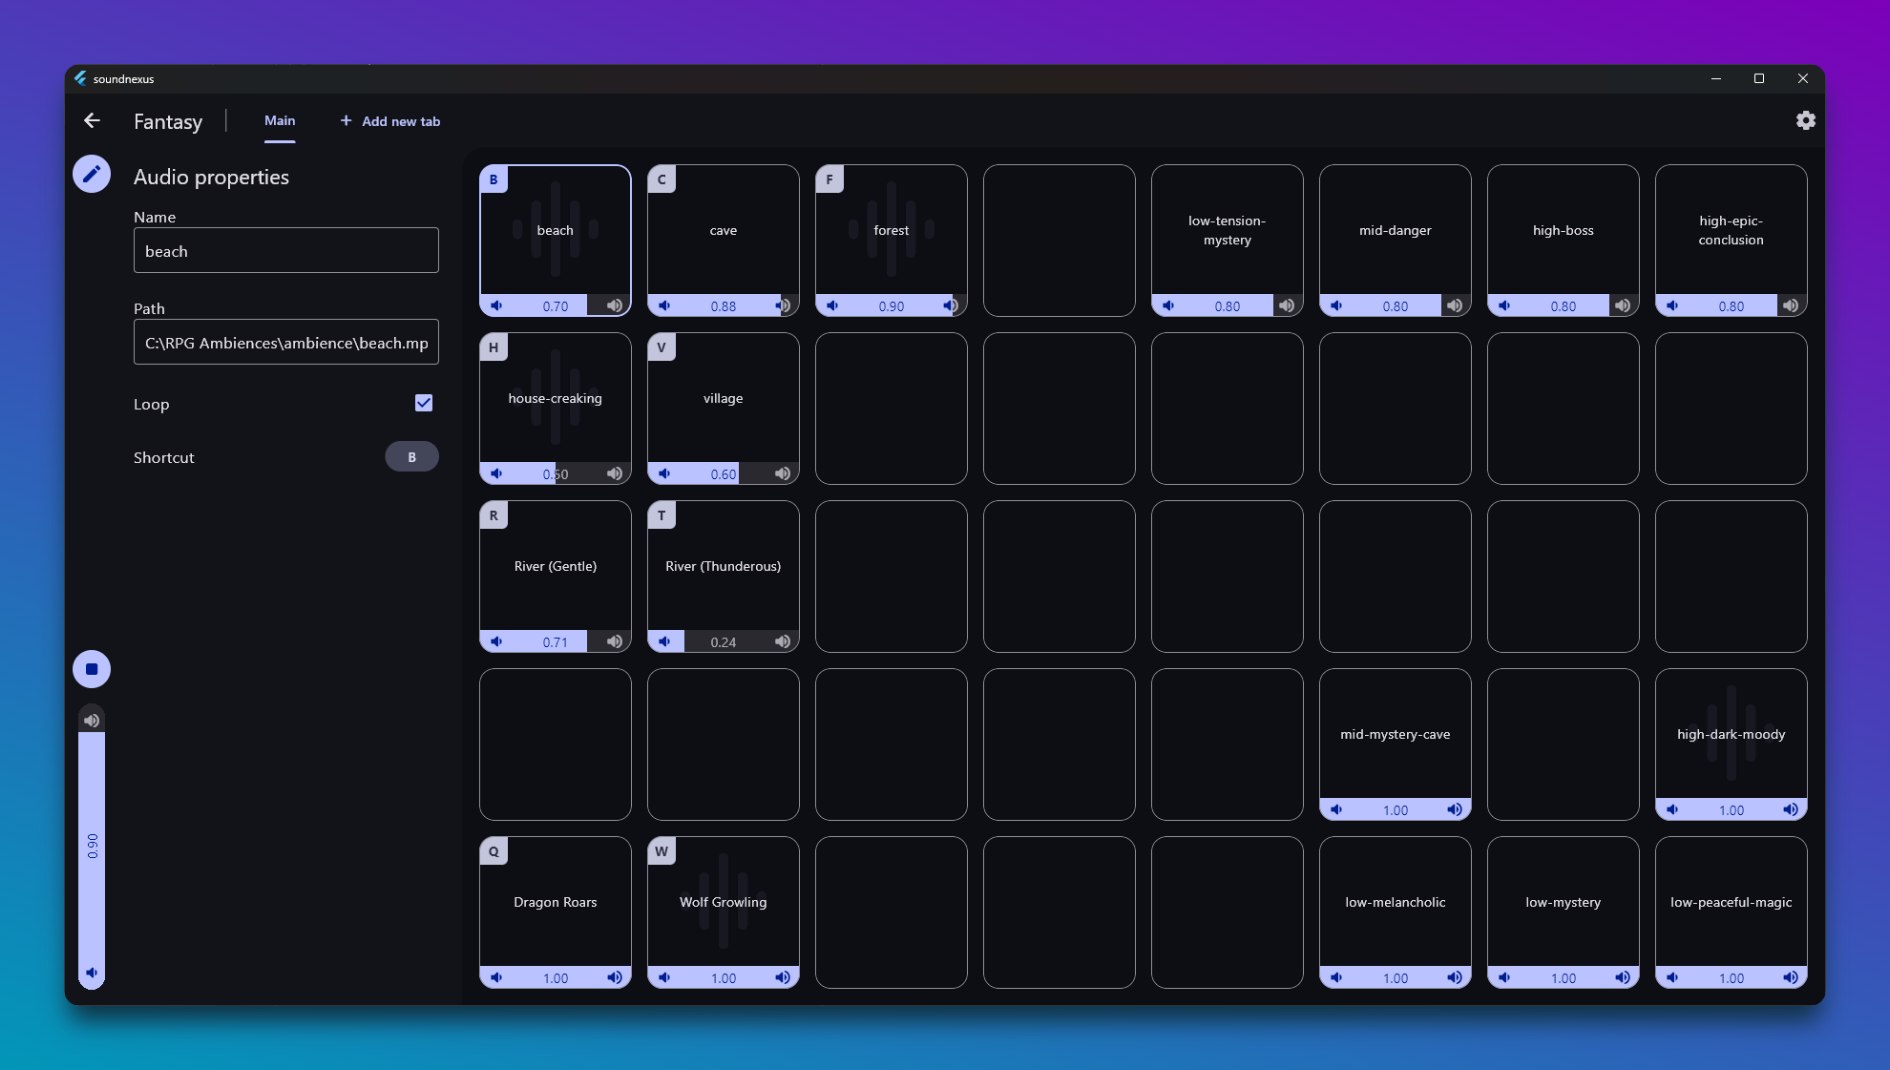 soundnexus
Fantasy
Main
+ Add new tab
Audio properties
Name
beach
Path
C:\RPG Ambiences\ambience\beach.mp
Loop
Shortcut
B
0.90
B
beach
0.70
C
cave
0.88
F
forest
0.90
low-tension-
mystery
0.80
mid-danger
0.80
high-boss
0.80
high-epic-
conclusion
0.80
H
house-creaking
0.50
V
village
0.60
R
River (Gentle)
0.71
T
River (Thunderous)
0.24
mid-mystery-cave
1.00
high-dark-moody
1.00
Q
Dragon Roars
1.00
W
Wolf Growling
1.00
low-melancholic
1.00
low-mystery
1.00
low-peaceful-magic
1.00